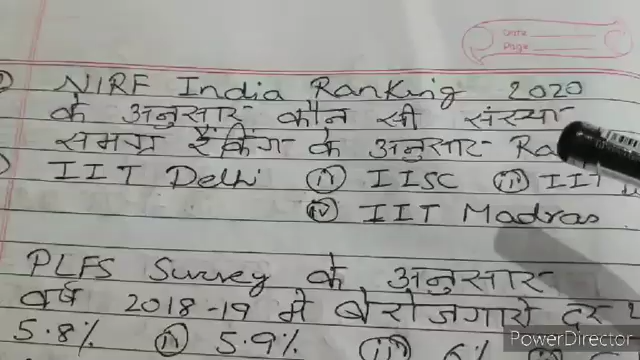 Date
Page
NIRF India Ranking 2020
के अनुसार कौन सी संस्था
समग्र रैंकिंग के अनुसार Ra
IIT Delhi (ii) IISC (iii) IIT
(iv) IIT Madras
PLFS Survey के अनुसार
वर्ष 2018-19 में बेरोजगारी दर
5.8% (ii) 5.9% (iii) 6%
PowerDirector